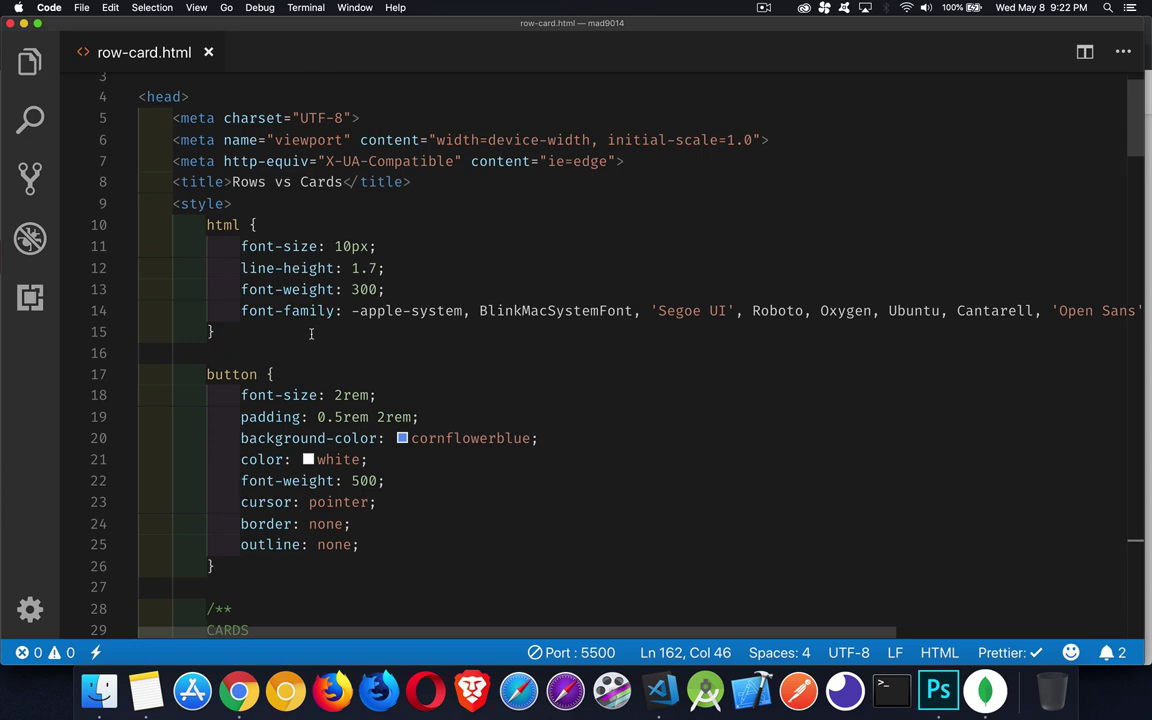 Code File Edit Selection View Go Debug Terminal Window Help 100% Wed May 8 9:22 PM
row-card.html — mad9014
<> row-card.html ×
3
4 <head>
5 <meta charset="UTF-8">
6 <meta name="viewport" content="width=device-width, initial-scale=1.0">
7 <meta http-equiv="X-UA-Compatible" content="ie=edge">
8 <title>Rows vs Cards</title>
9 <style>
10 html {
11 font-size: 10px;
12 line-height: 1.7;
13 font-weight: 300;
14 font-family: -apple-system, BlinkMacSystemFont, 'Segoe UI', Roboto, Oxygen, Ubuntu, Cantarell, 'Open Sans'
15 }
16
17 button {
18 font-size: 2rem;
19 padding: 0.5rem 2rem;
20 background-color: cornflowerblue;
21 color: white;
22 font-weight: 500;
23 cursor: pointer;
24 border: none;
25 outline: none;
26 }
27
28 /**
29 CARDS
0 0 Port : 5500 Ln 162, Col 46 Spaces: 4 UTF-8 LF HTML Prettier: ✓ 2
>_ Ps